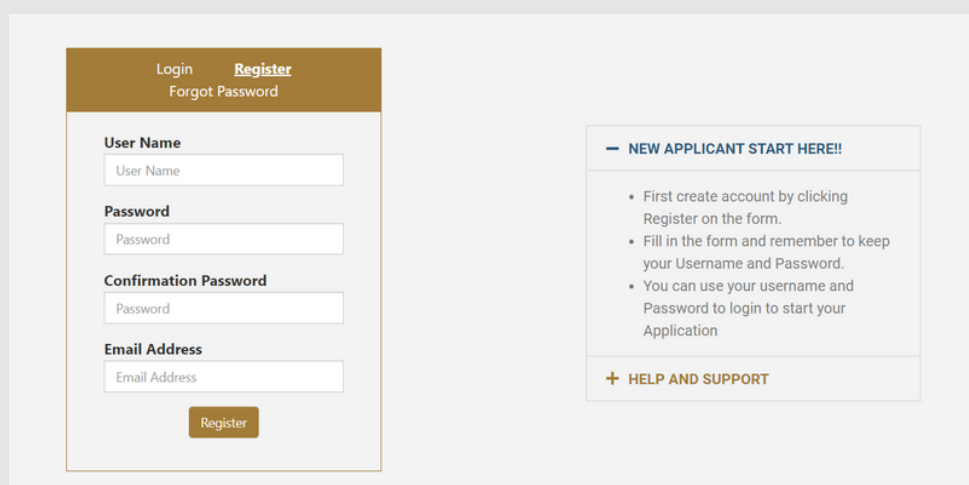 Login Register
Forgot Password
User Name
User Name
Password
Password
Confirmation Password
Password
Email Address
Email Address
Register
NEW APPLICANT START HERE!!
First create account by clicking
Register on the form.
Fill in the form and remember to keep
your Username and Password.
You can use your username and
Password to login to start your
Application
HELP AND SUPPORT